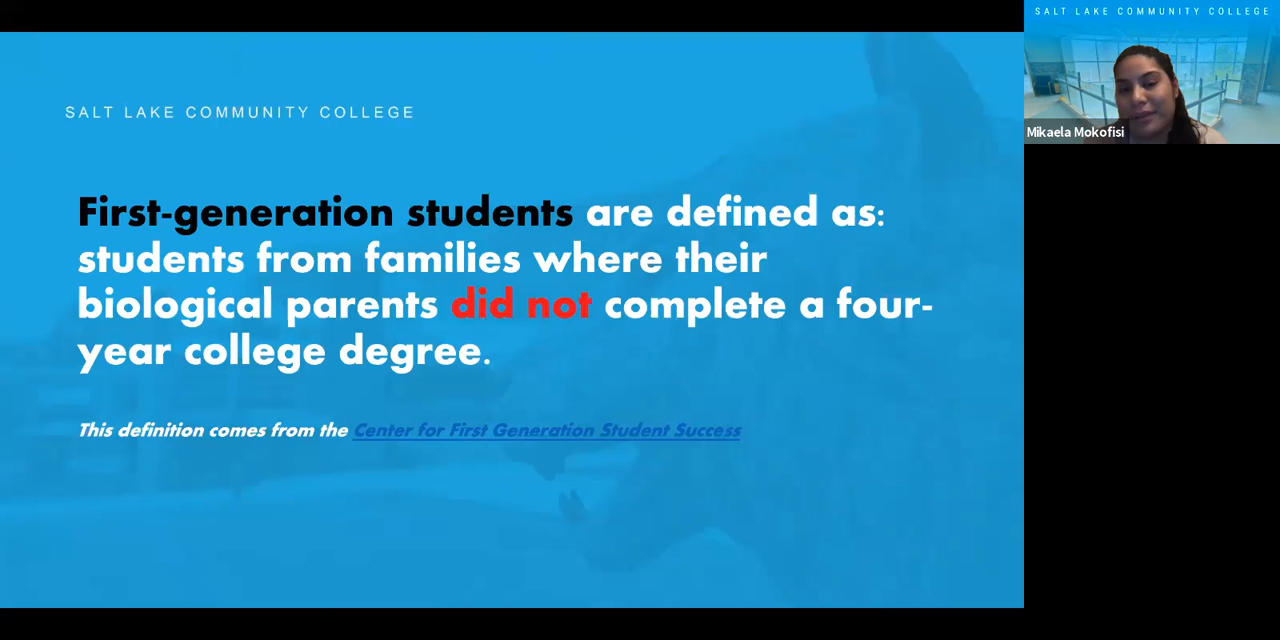 SALT LAKE COMMUNITY COLLEGE
First-generation students are defined as:
students from families where their
biological parents did not complete a four-
year college degree.
This definition comes from the Center for First Generation Student Success
SALT LAKE COMMUNITY COLLEGE
Mikaela Mokofisi